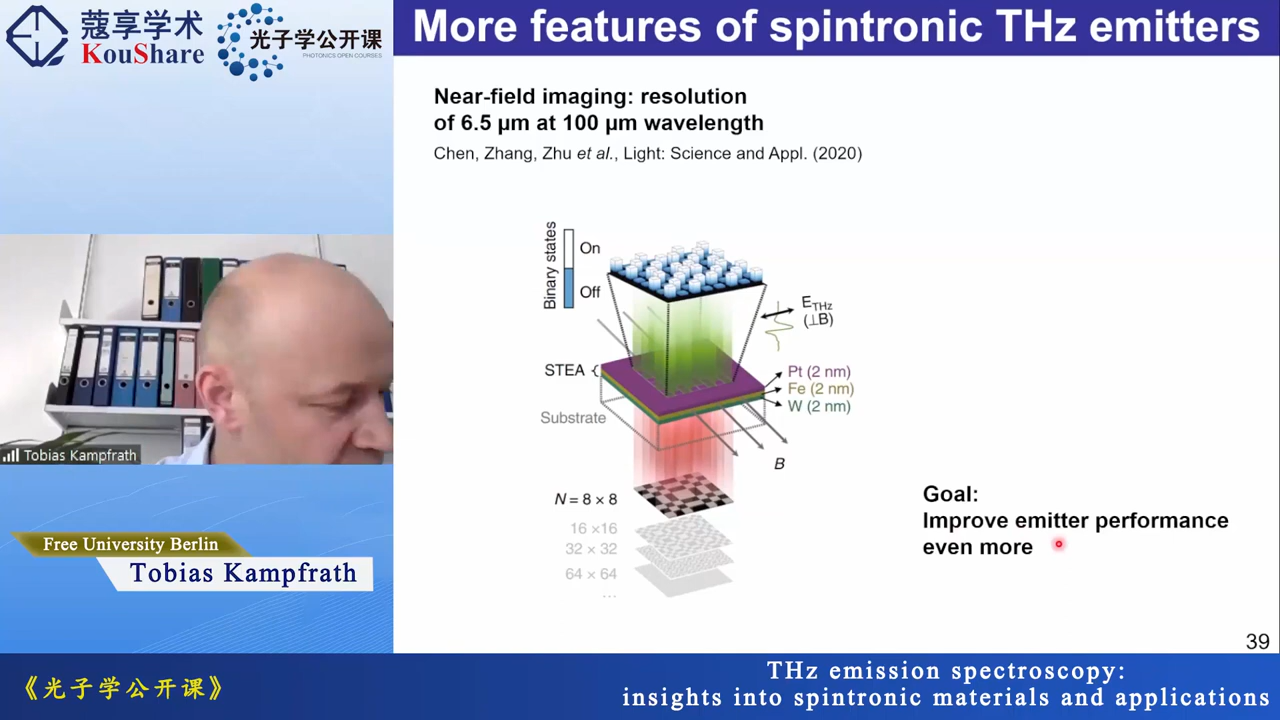 蔻享学术
KouShare
光子学公开课
PHOTONICS OPEN COURSES
More features of spintronic THz emitters
Near-field imaging: resolution
of 6.5 µm at 100 µm wavelength
Chen, Zhang, Zhu et al., Light: Science and Appl. (2020)
Binary states
On
Off
E_THz
(⊥B)
STEA {
Pt (2 nm)
Fe (2 nm)
W (2 nm)
Substrate
B
N = 8 × 8
16 ×16
32 × 32
64 × 64
...
Goal:
Improve emitter performance
even more
39
Tobias Kampfrath
Free University Berlin
Tobias Kampfrath
《光子学公开课》
THz emission spectroscopy:
insights into spintronic materials and applications